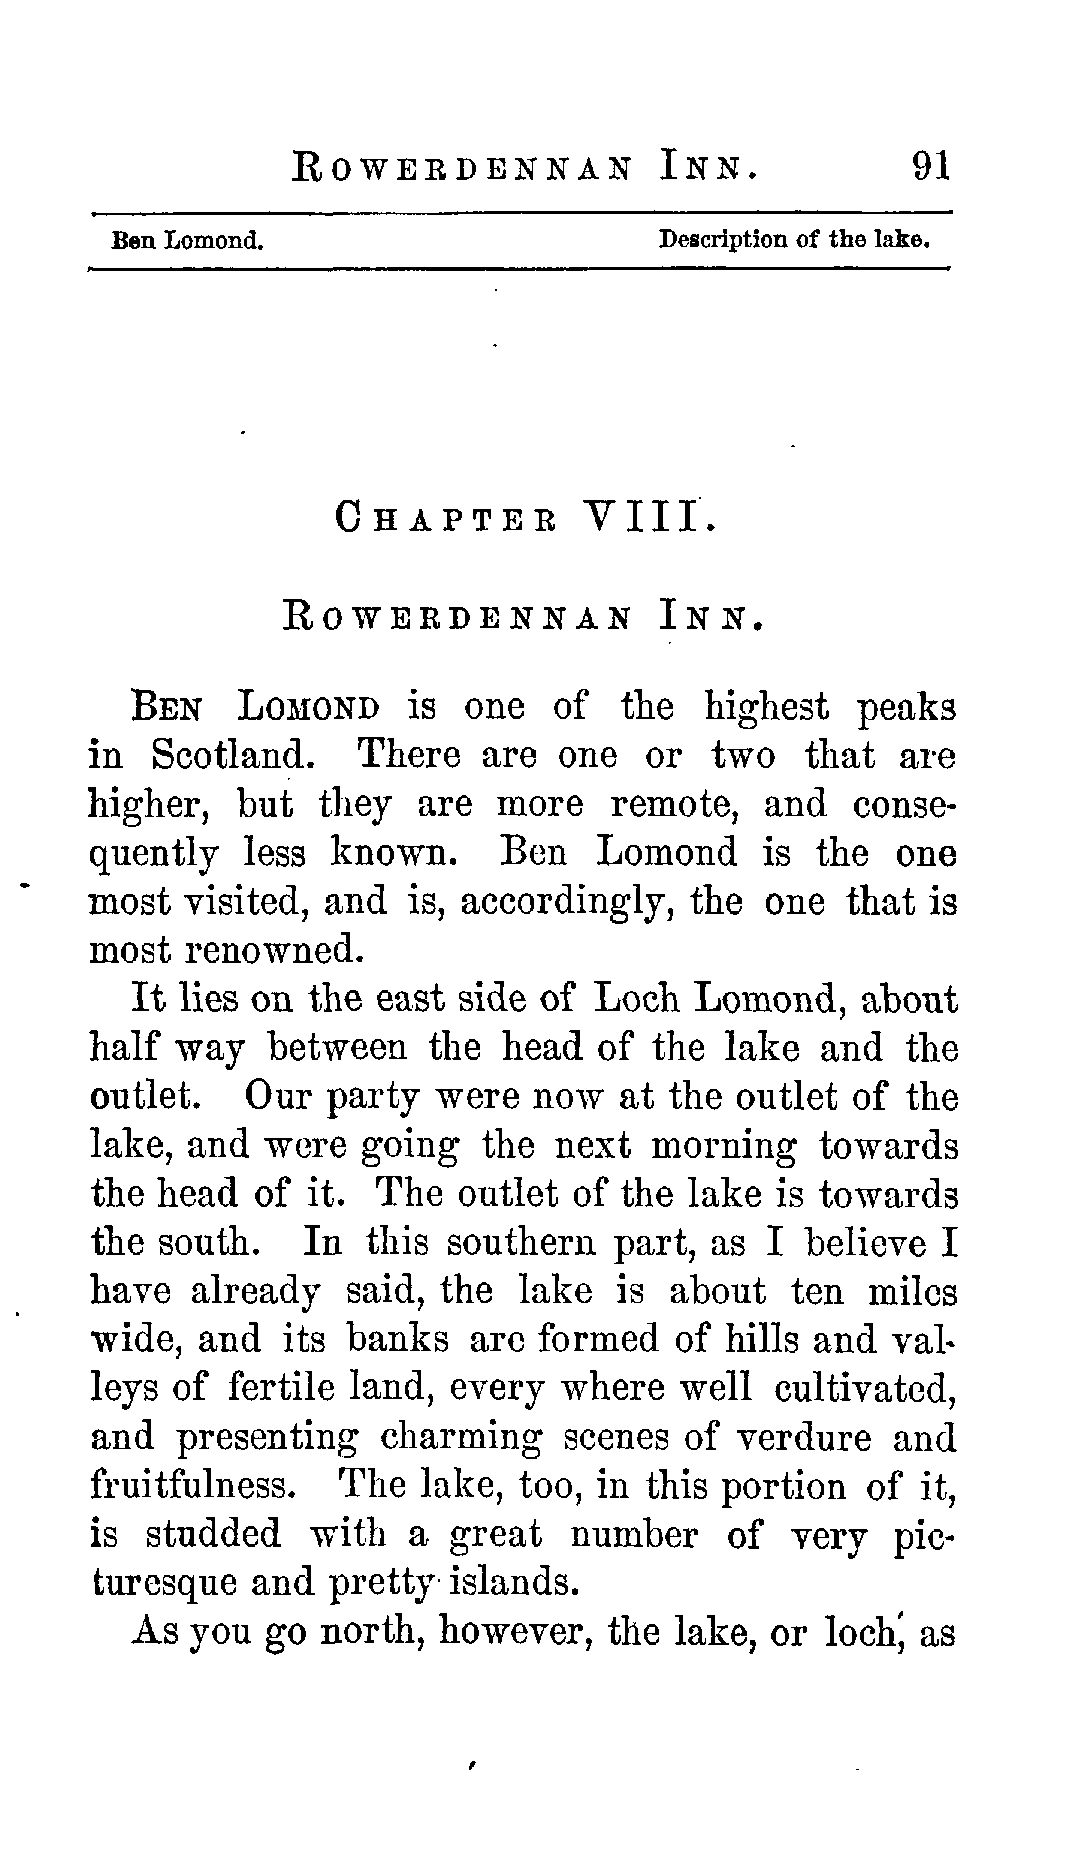 Rowerdennan Inn. 91
Ben Lomond. Description of the lake.
Chapter VIII.
Rowerdennan Inn.
Ben Lomond is one of the highest peaks
in Scotland. There are one or two that are
higher, but they are more remote, and conse-
quently less known. Ben Lomond is the one
most visited, and is, accordingly, the one that is
most renowned.
It lies on the east side of Loch Lomond, about
half way between the head of the lake and the
outlet. Our party were now at the outlet of the
lake, and were going the next morning towards
the head of it. The outlet of the lake is towards
the south. In this southern part, as I believe I
have already said, the lake is about ten miles
wide, and its banks are formed of hills and val-
leys of fertile land, every where well cultivated,
and presenting charming scenes of verdure and
fruitfulness. The lake, too, in this portion of it,
is studded with a great number of very pic-
turesque and pretty islands.
As you go north, however, the lake, or loch, as